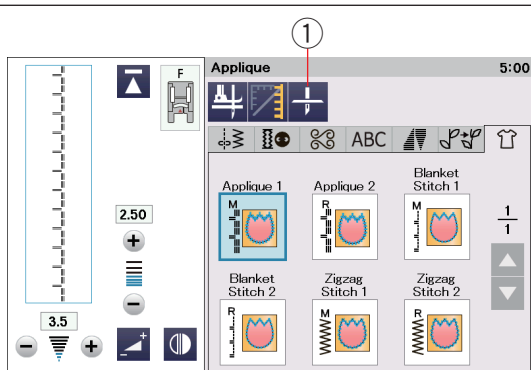 1
F
Applique 5:00
ABC
Applique 1
Applique 2
Blanket
Stitch 1
M
R
M
2.50
1
1
Blanket
Stitch 2
Zigzag
Stitch 1
Zigzag
Stitch 2
R
M
R
3.5